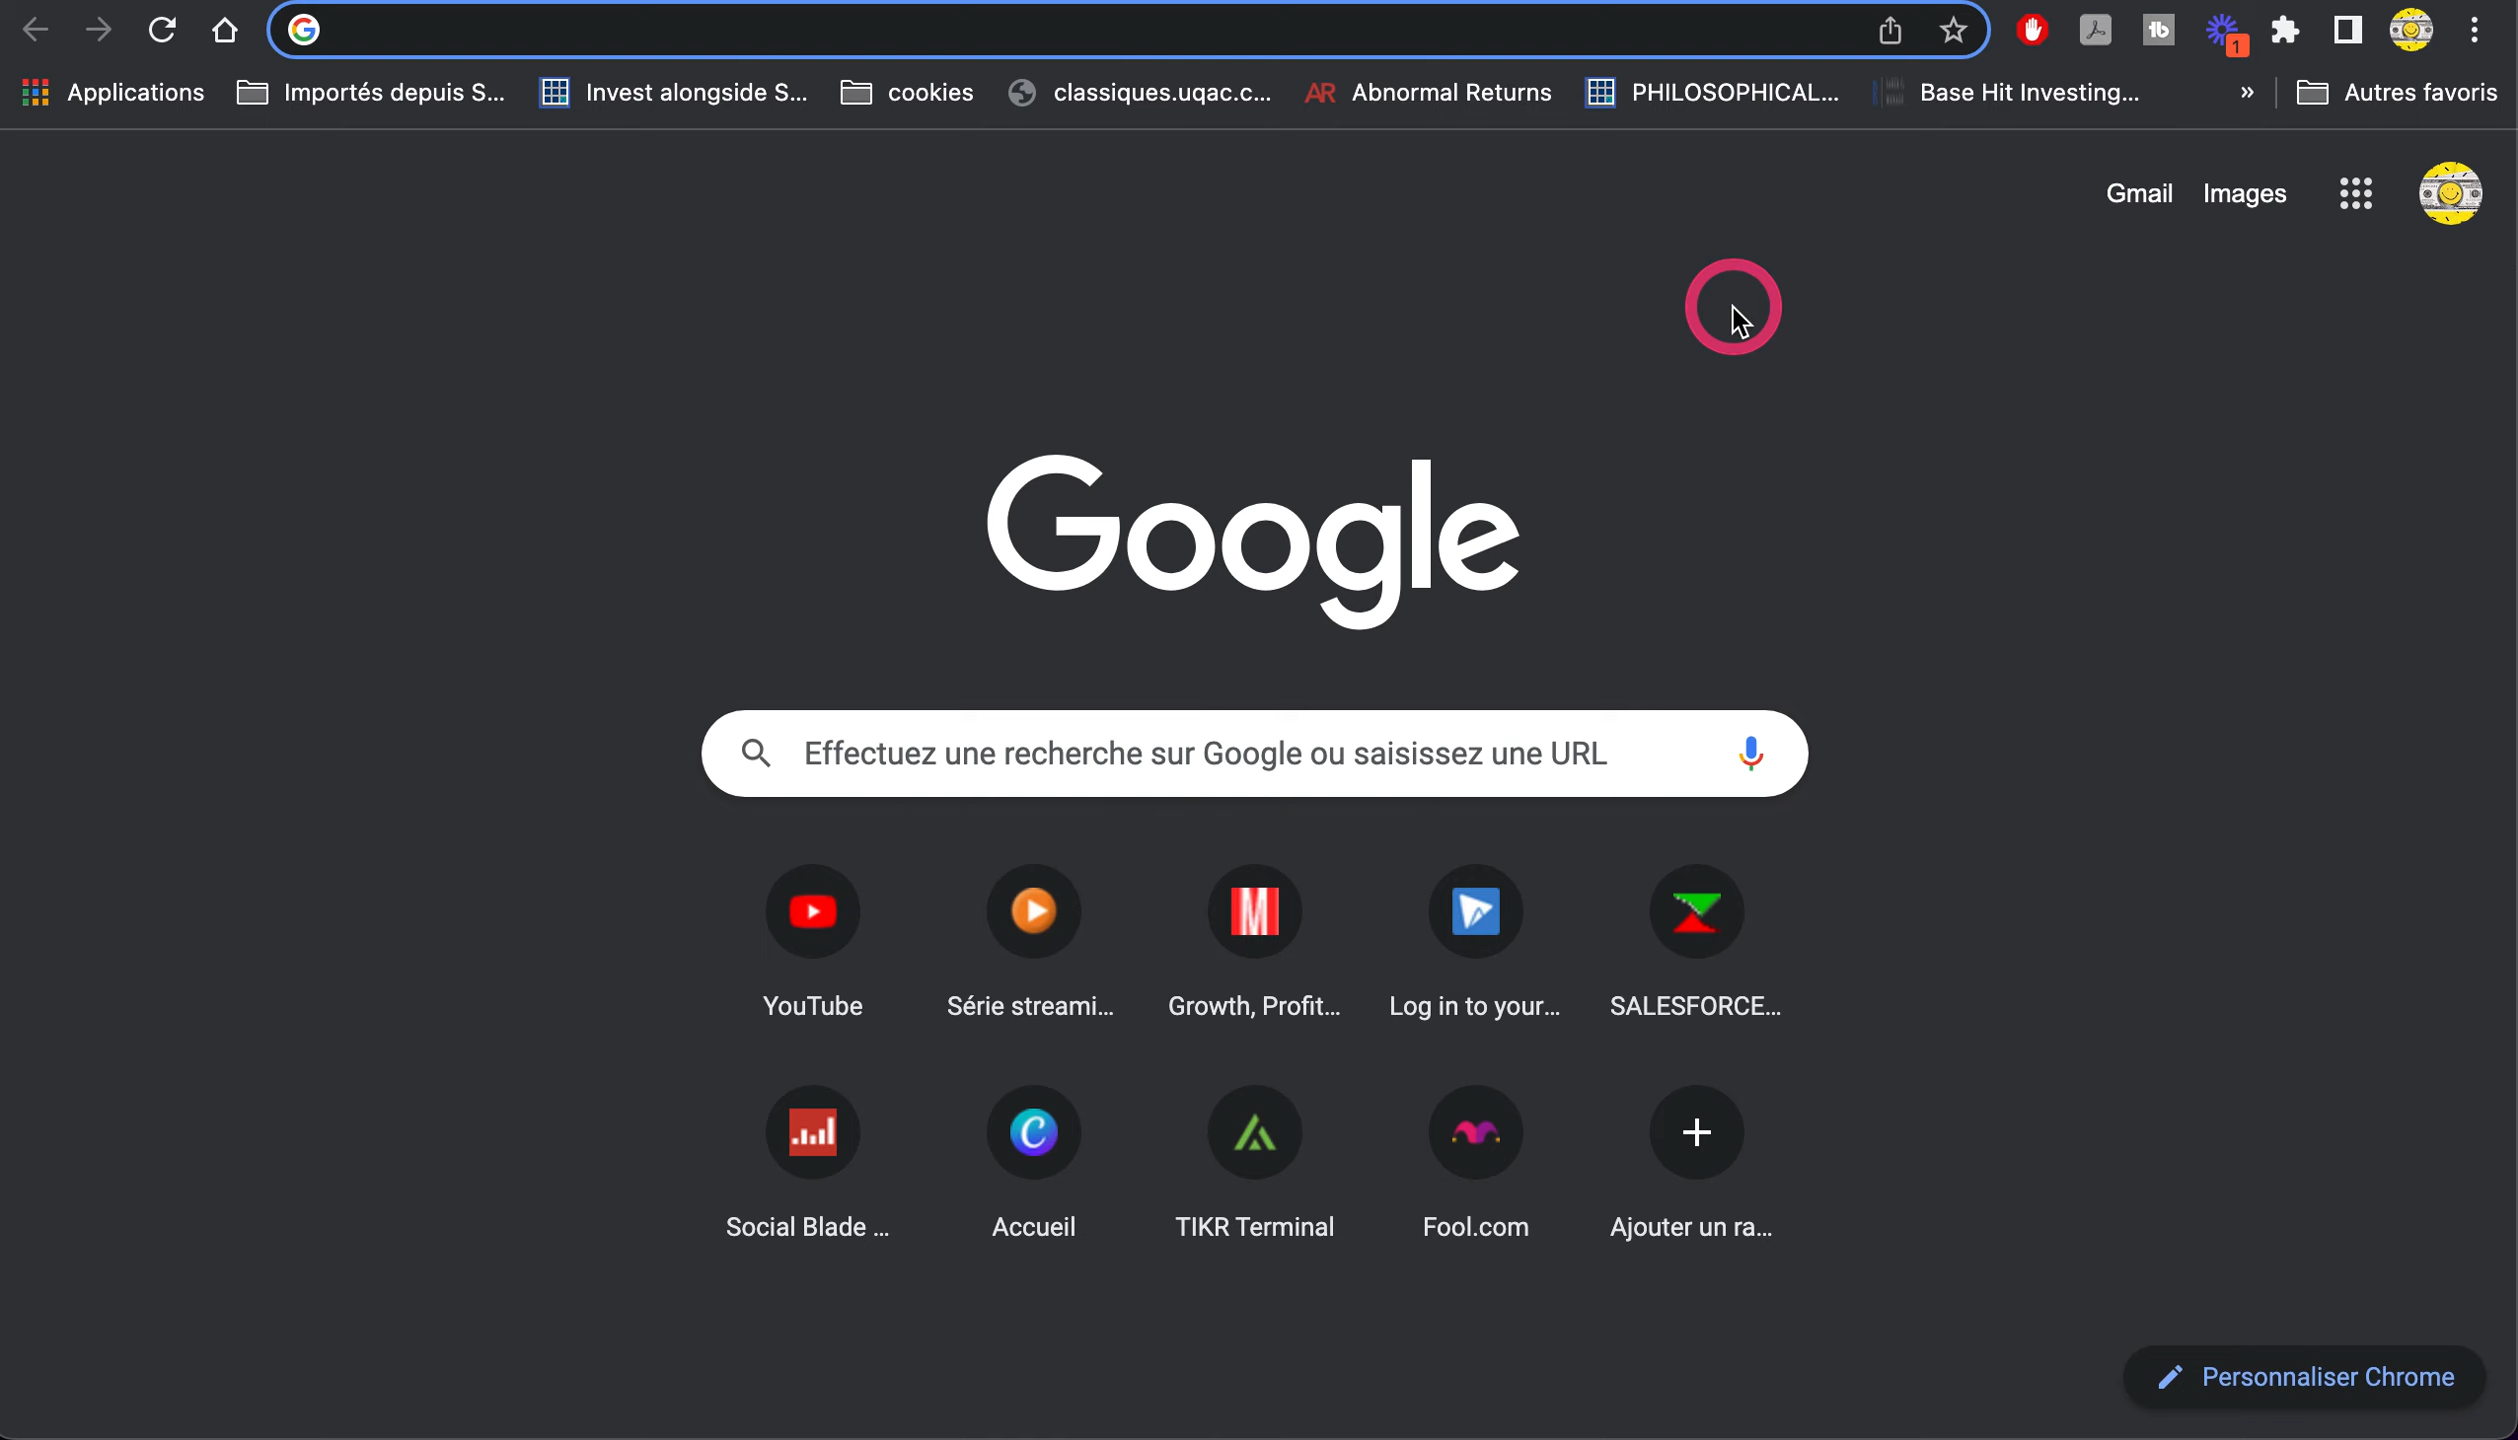 1
Applications Importés depuis S... Invest alongside S... cookies classiques.uqac.c... AR Abnormal Returns PHILOSOPHICAL... Base Hit Investing... » Autres favoris
Gmail Images
Google
Effectuez une recherche sur Google ou saisissez une URL
YouTube Série streami... Growth, Profit... Log in to your... SALESFORCE...
Social Blade ... Accueil TIKR Terminal Fool.com Ajouter un ra...
Personnaliser Chrome